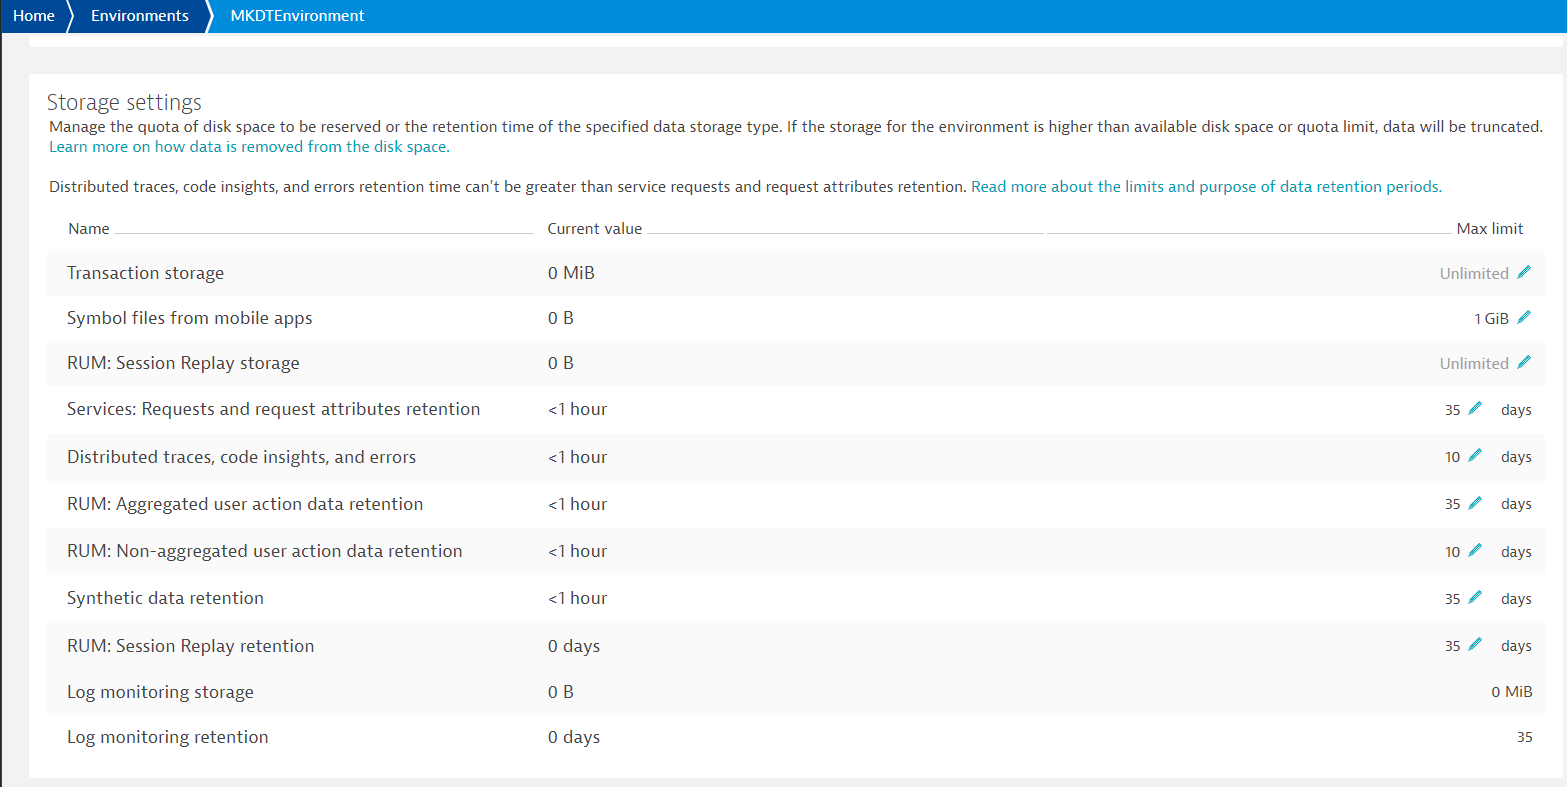 Home Environments MKDTEnvironment
Storage settings
Manage the quota of disk space to be reserved or the retention time of the specified data storage type. If the storage for the environment is higher than available disk space or quota limit, data will be truncated.
Learn more on how data is removed from the disk space.
Distributed traces, code insights, and errors retention time can't be greater than service requests and request attributes retention. Read more about the limits and purpose of data retention periods.
Name Current value Max limit
Transaction storage 0 MiB Unlimited
Symbol files from mobile apps 0 B 1 GiB
RUM: Session Replay storage 0 B Unlimited
Services: Requests and request attributes retention <1 hour 35 days
Distributed traces, code insights, and errors <1 hour 10 days
RUM: Aggregated user action data retention <1 hour 35 days
RUM: Non-aggregated user action data retention <1 hour 10 days
Synthetic data retention <1 hour 35 days
RUM: Session Replay retention 0 days 35 days
Log monitoring storage 0 B 0 MiB
Log monitoring retention 0 days 35